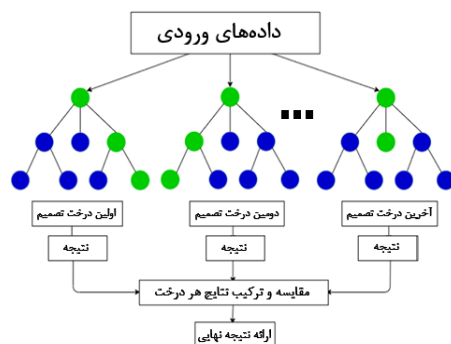 داده‌های ورودی
اولین درخت تصمیم
دومین درخت تصمیم
آخرین درخت تصمیم
نتیجه
نتیجه
نتیجه
مقایسه و ترکیب نتایج هر درخت
ارائه نتیجه نهایی